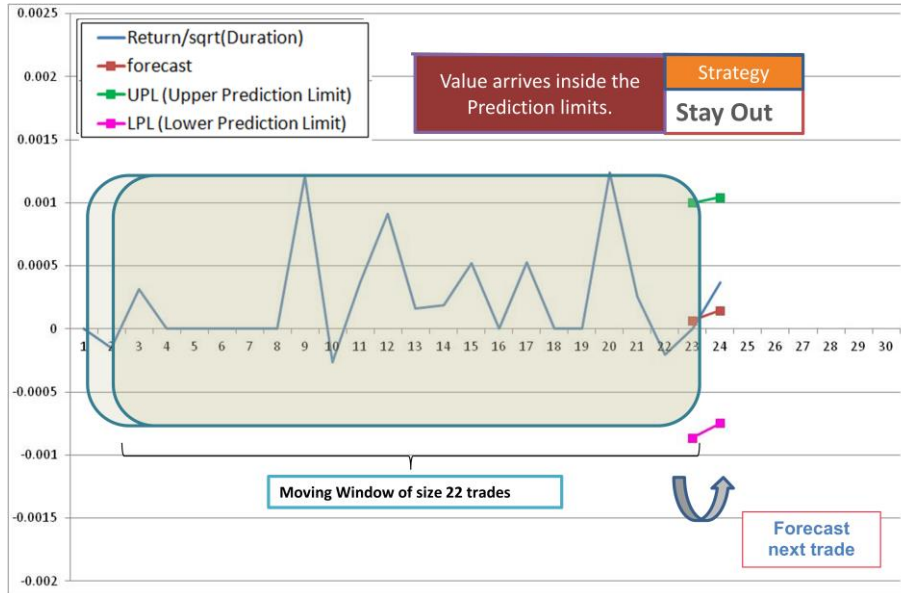 0.0025
0.002
0.0015
0.001
0.0005
0
-0.0005
-0.001
-0.0015
-0.002
Return/sqrt(Duration)
forecast
UPL (Upper Prediction Limit)
LPL (Lower Prediction Limit)
Value arrives inside the
Prediction limits.
Strategy
Stay Out
1 2 3 4 5 6 7 8 9 10 11 12 13 14 15 16 17 18 19 20 21 22 23 24 25 26 27 28 29 30
Moving Window of size 22 trades
Forecast
next trade